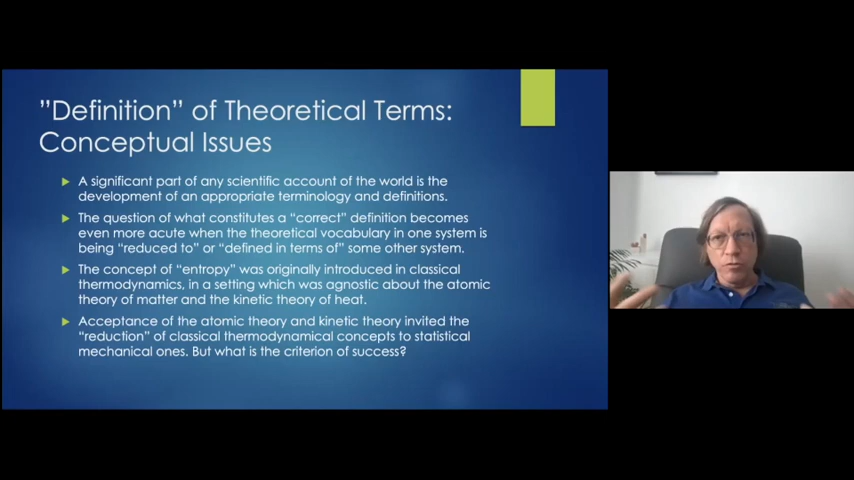 ”Definition” of Theoretical Terms:
Conceptual Issues
A significant part of any scientific account of the world is the
development of an appropriate terminology and definitions.
The question of what constitutes a “correct” definition becomes
even more acute when the theoretical vocabulary in one system is
being “reduced to” or “defined in terms of” some other system.
The concept of “entropy” was originally introduced in classical
thermodynamics, in a setting which was agnostic about the atomic
theory of matter and the kinetic theory of heat.
Acceptance of the atomic theory and kinetic theory invited the
“reduction” of classical thermodynamical concepts to statistical
mechanical ones. But what is the criterion of success?